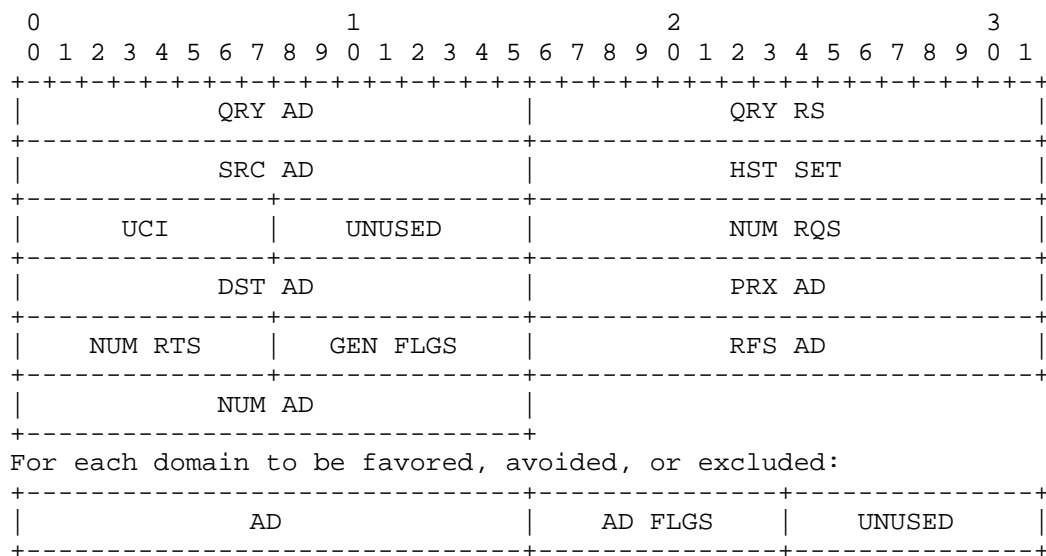 0 1 2 3
0 1 2 3 4 5 6 7 8 9 0 1 2 3 4 5 6 7 8 9 0 1 2 3 4 5 6 7 8 9 0 1
+-+-+-+-+-+-+-+-+-+-+-+-+-+-+-+-+-+-+-+-+-+-+-+-+-+-+-+-+-+-+-+-+
| QRY AD | QRY RS |
+-------------------------------+-------------------------------+
| SRC AD | HST SET |
+---------------+---------------+-------------------------------+
| UCI | UNUSED | NUM RQS |
+---------------+---------------+-------------------------------+
| DST AD | PRX AD |
+---------------+---------------+-------------------------------+
| NUM RTS | GEN FLGS | RFS AD |
+---------------+---------------+-------------------------------+
| NUM AD |
+-------------------------------+
For each domain to be favored, avoided, or excluded:
+-------------------------------+---------------+---------------+
| AD | AD FLGS | UNUSED |
+-------------------------------+---------------+---------------+